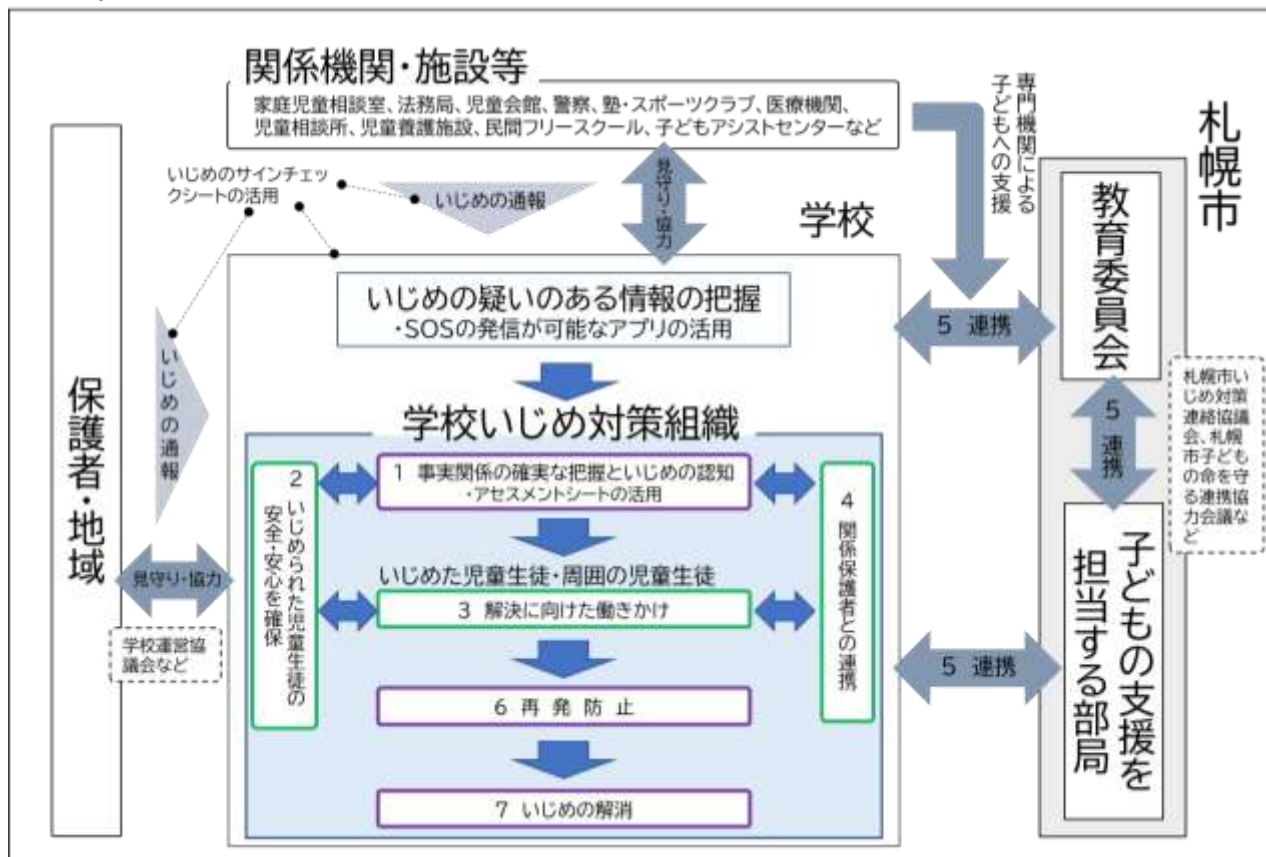 関係機関・施設等
家庭児童相談室、法務局、児童会館、警察、塾・スポーツクラブ、医療機関、
児童相談所、児童養護施設、民間フリースクール、子どもアシストセンターなど
専門機関による
子どもへの支援
札幌市
いじめのサインチェッ
クシートの活用
いじめの通報
見守り・協力
学校
いじめの疑いのある情報の把握
・SOSの発信が可能なアプリの活用
5 連携
教育委員会
保護者・地域
いじめの通報
学校いじめ対策組織
5 連携
札幌市い
じめ対策
連絡協議
会、札幌
市子ども
の命を守
る連携協
力会議な
ど
2 いじめられた児童生徒の
安全・安心を確保
1 事実関係の確実な把握といじめの認知
・アセスメントシートの活用
4 関係保護者との連携
見守り・協力
いじめた児童生徒・周囲の児童生徒
3 解決に向けた働きかけ
学校運営協
議会など
5 連携
子どもの支援を
担当する部局
6 再発防止
7 いじめの解消